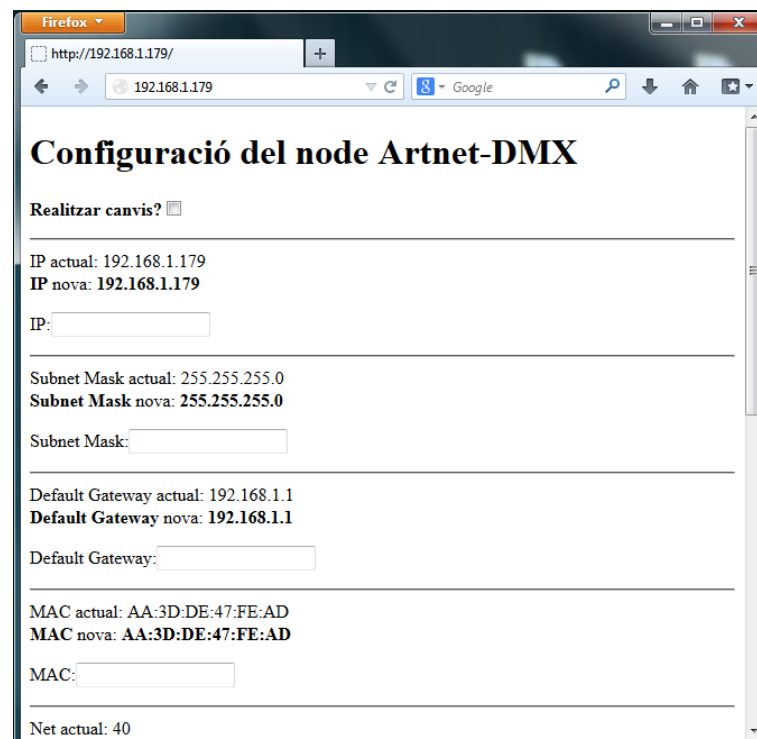 Firefox
http://192.168.1.179/
192.168.1.179
Google
Configuració del node Artnet-DMX
Realitzar canvis?
IP actual: 192.168.1.179
IP nova: 192.168.1.179
IP:
Subnet Mask actual: 255.255.255.0
Subnet Mask nova: 255.255.255.0
Subnet Mask:
Default Gateway actual: 192.168.1.1
Default Gateway nova: 192.168.1.1
Default Gateway:
MAC actual: AA:3D:DE:47:FE:AD
MAC nova: AA:3D:DE:47:FE:AD
MAC:
Net actual: 40